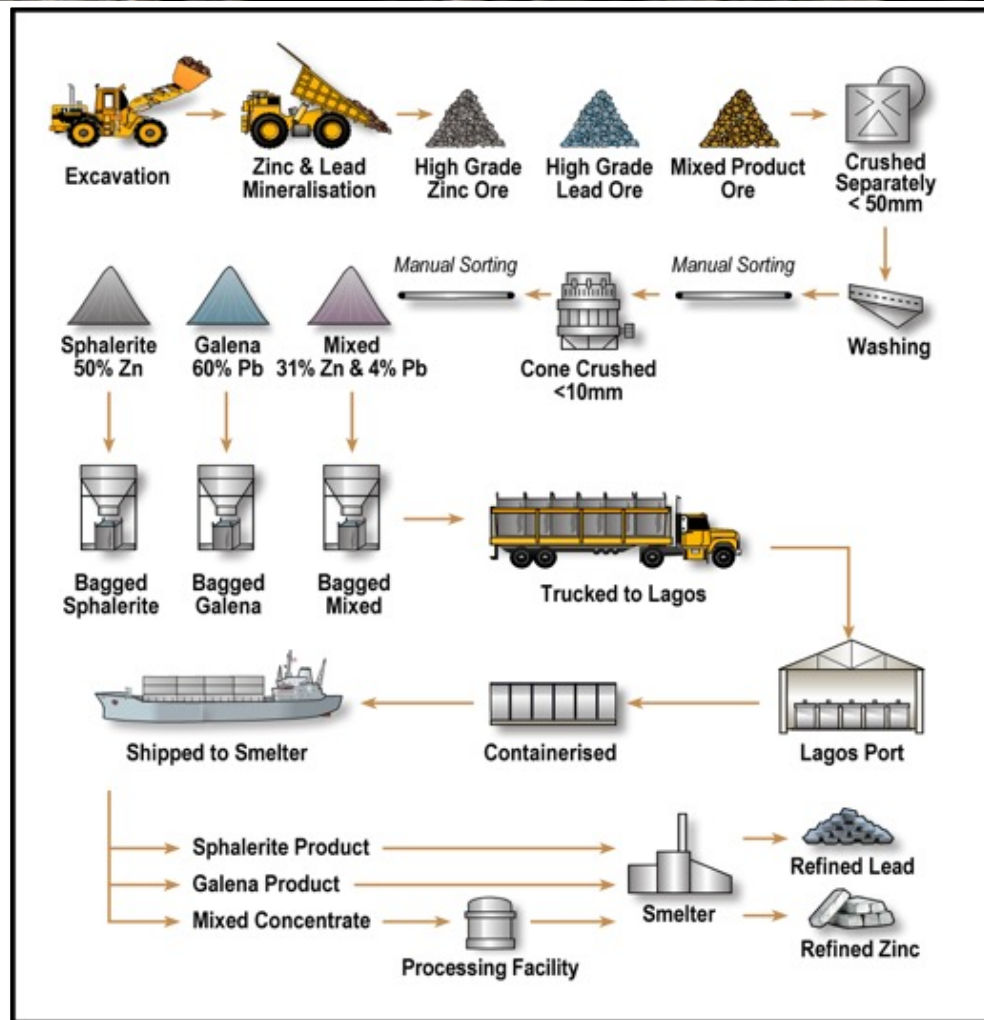 Excavation
Zinc & Lead
Mineralisation
High Grade
Zinc Ore
High Grade
Lead Ore
Mixed Product
Ore
Crushed
Separately
< 50mm
Manual Sorting
Manual Sorting
Sphalerite
50% Zn
Galena
60% Pb
Mixed
31% Zn & 4% Pb
Cone Crushed
<10mm
Washing
Bagged
Sphalerite
Bagged
Galena
Bagged
Mixed
Trucked to Lagos
Shipped to Smelter
Containerised
Lagos Port
Sphalerite Product
Galena Product
Mixed Concentrate
Processing Facility
Smelter
Refined Lead
Refined Zinc